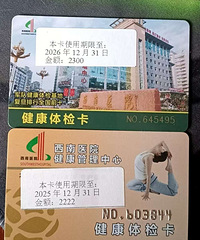 本卡使用期限至:
2026 年 12 月 31 日
金额: 2300
健康体检卡
NO.645495
西南医院
健康管理中心
本卡使用期限至:
2025 年 12 月 31 日
金额: 2222
NO.603844
健康体检卡